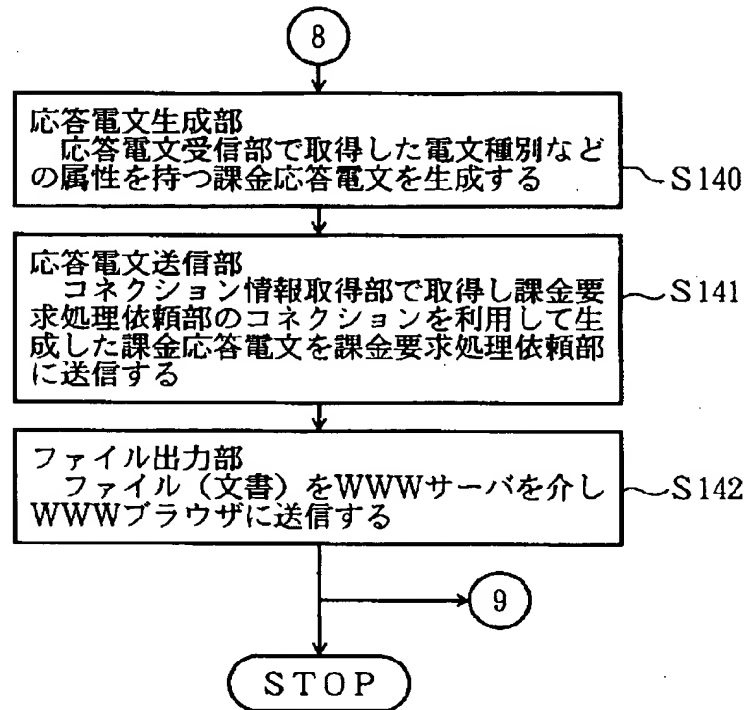 8
応答電文生成部
応答電文受信部で取得した電文種別など
の属性を持つ課金応答電文を生成する
S140
応答電文送信部
コネクション情報取得部で取得し課金要
求処理依頼部のコネクションを利用して生
成した課金応答電文を課金要求処理依頼部
に送信する
S141
ファイル出力部
ファイル（文書）をWWWサーバを介し
WWWブラウザに送信する
S142
9
STOP